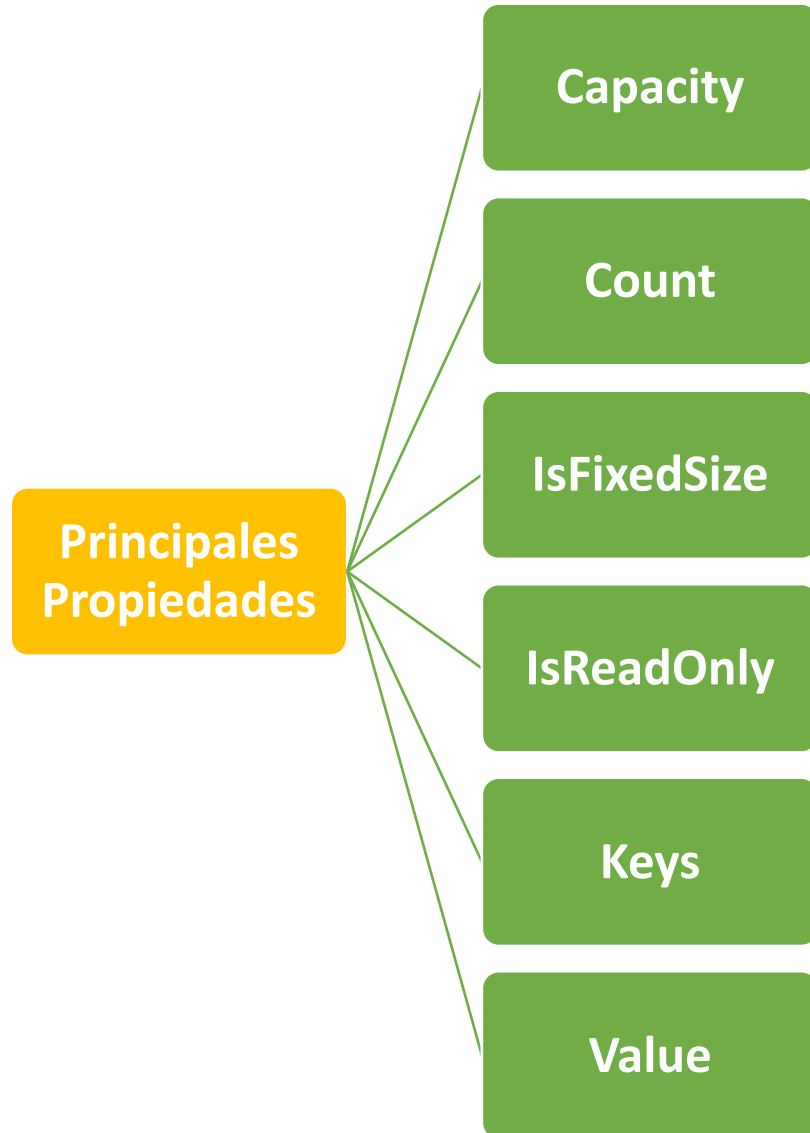 Capacity
Count
IsFixedSize
Principales
Propiedades
IsReadOnly
Keys
Value